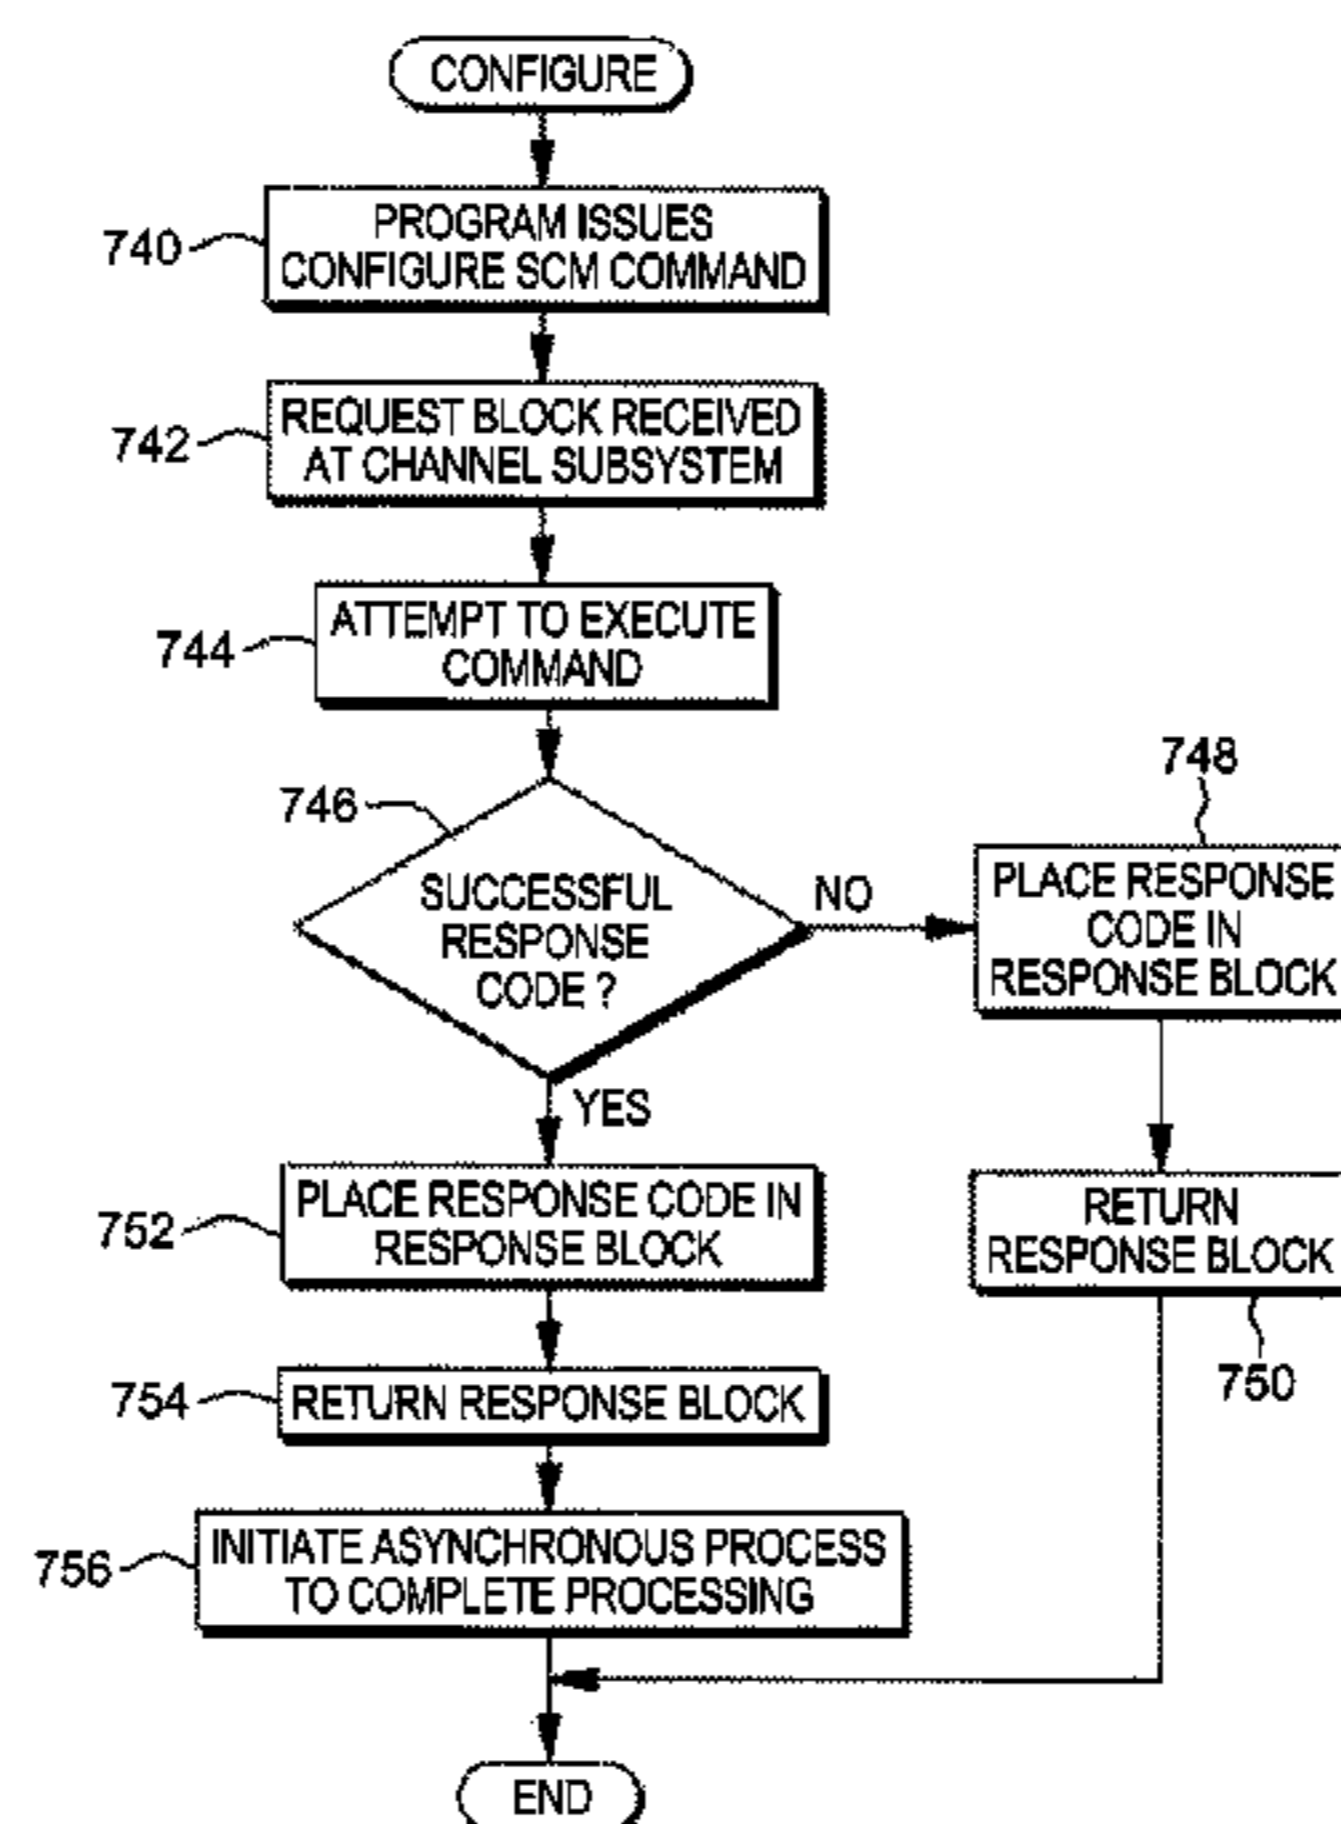 CONFIGURE
740
PROGRAM ISSUES
CONFIGURE SCM COMMAND
742
REQUEST BLOCK RECEIVED
AT CHANNEL SUBSYSTEM
744
ATTEMPT TO EXECUTE
COMMAND
746
SUCCESSFUL
RESPONSE
CODE ?
NO
748
PLACE RESPONSE
CODE IN
RESPONSE BLOCK
YES
752
PLACE RESPONSE CODE IN
RESPONSE BLOCK
RETURN
RESPONSE BLOCK
750
754
RETURN RESPONSE BLOCK
756
INITIATE ASYNCHRONOUS PROCESS
TO COMPLETE PROCESSING
END